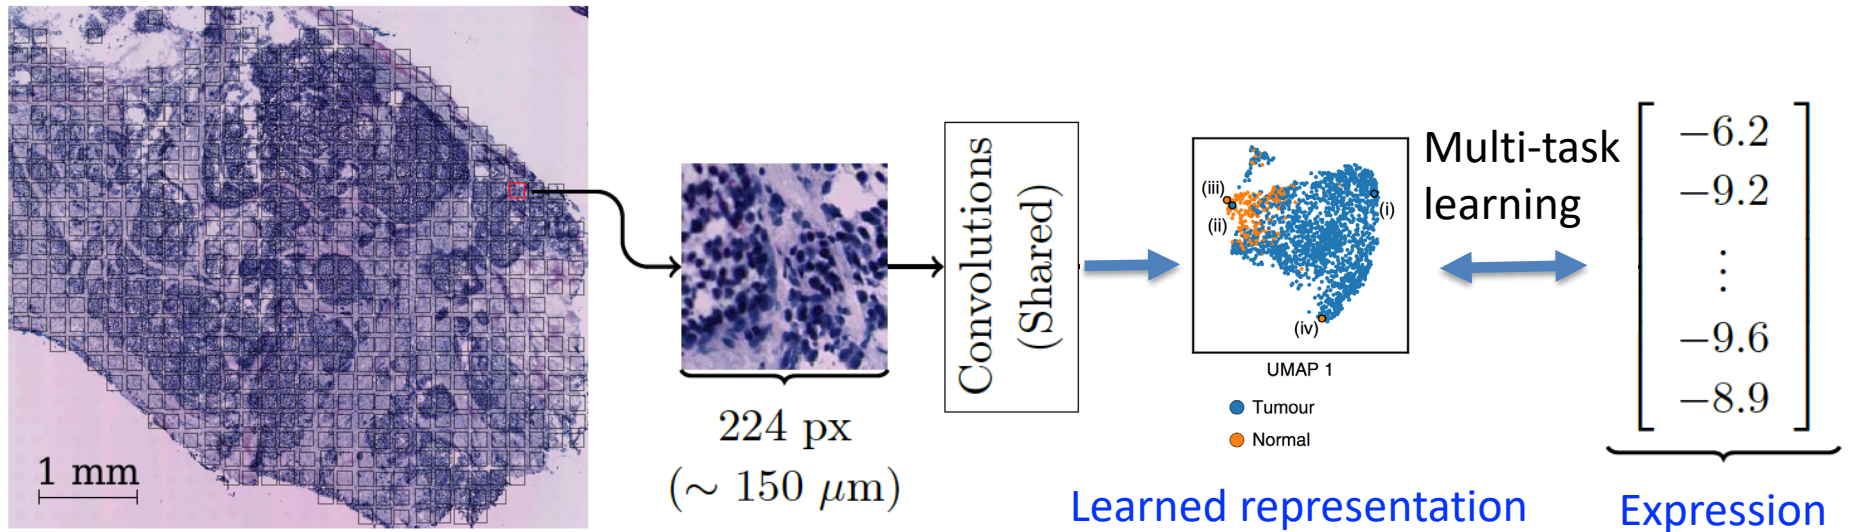 1 mm
224 px
(∼ 150 μm)
Convolutions
(Shared)
(iii)
(ii)
(i)
(iv)
UMAP 1
Tumour
Normal
Learned representation
Multi-task
learning
−6.2
−9.2
⋮
−9.6
−8.9
Expression